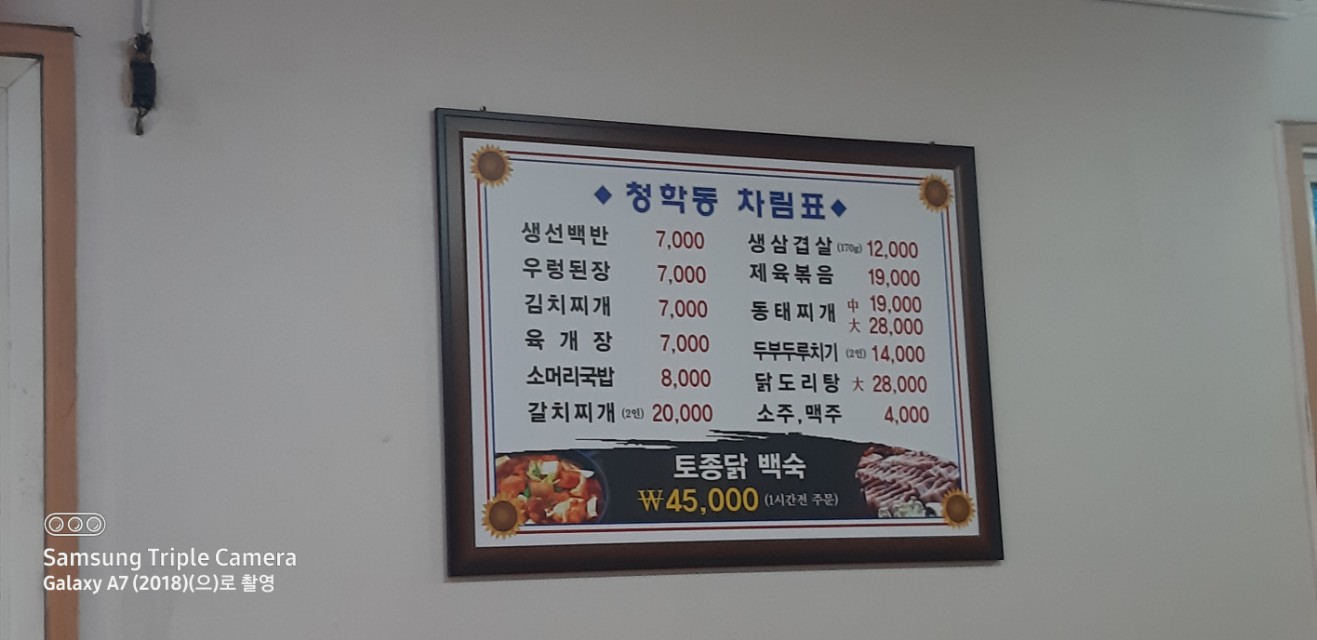 ◆ 청학동 차림표 ◆
생선백반 7,000
우렁된장 7,000
김치찌개 7,000
육 개 장 7,000
소머리국밥 8,000
갈치찌개 (2인) 20,000
생삼겹살 (170g) 12,000
제육볶음 19,000
동태찌개 中 19,000
大 28,000
두부두루치기 (2인) 14,000
닭도리탕 大 28,000
소주,맥주 4,000
토종닭 백숙
₩45,000 (1시간전 주문)
Samsung Triple Camera
Galaxy A7 (2018)(으)로 촬영